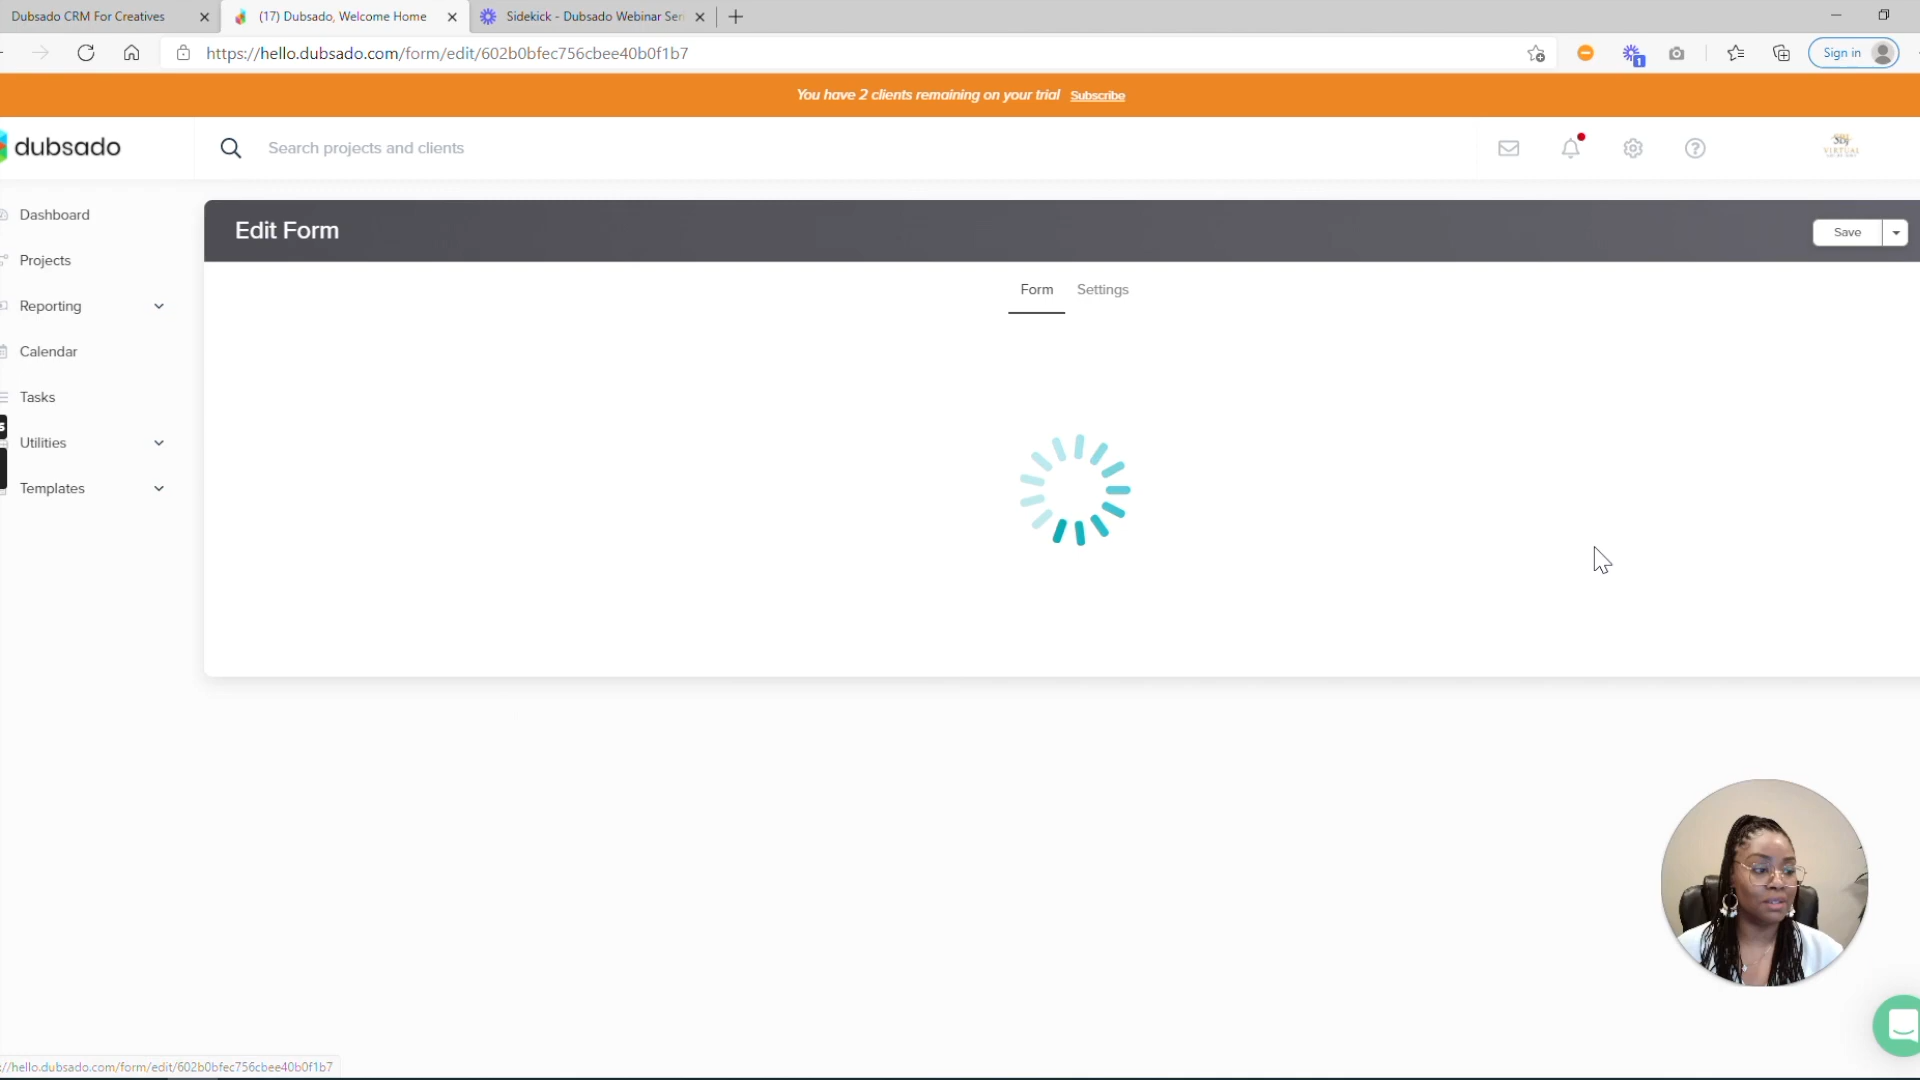 Dubsado CRM For Creatives
(17) Dubsado, Welcome Home
Sidekick - Dubsado Webinar Ser
https://hello.dubsado.com/form/edit/602b0bfec756cbee40b0f1b7
1
Sign in
You have 2 clients remaining on your trial Subscribe
dubsado
Search projects and clients
VIRTUAL
Dashboard
Projects
Reporting
Calendar
Tasks
Utilities
Templates
Edit Form
Save
Form
Settings
://hello.dubsado.com/form/edit/602b0bfec756cbee40b0f1b7